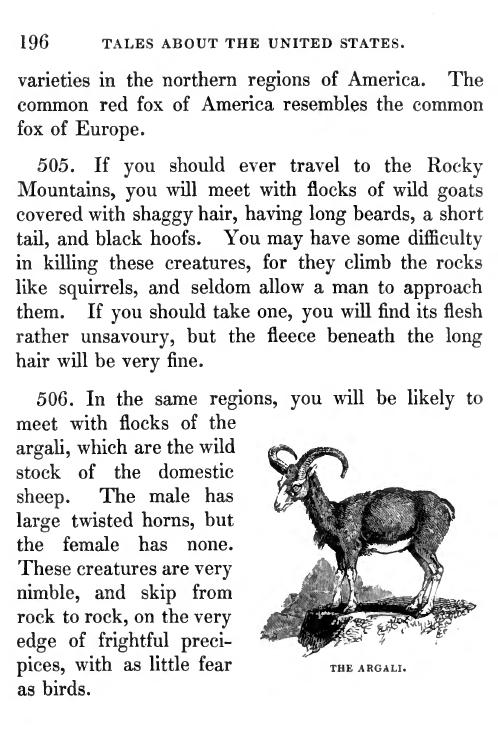 196 TALES ABOUT THE UNITED STATES.
varieties in the northern regions of America. The
common red fox of America resembles the common
fox of Europe.
505. If you should ever travel to the Rocky
Mountains, you will meet with flocks of wild goats
covered with shaggy hair, having long beards, a short
tail, and black hoofs. You may have some difficulty
in killing these creatures, for they climb the rocks
like squirrels, and seldom allow a man to approach
them. If you should take one, you will find its flesh
rather unsavoury, but the fleece beneath the long
hair will be very fine.
506. In the same regions, you will be likely to
meet with flocks of the
argali, which are the wild
stock of the domestic
sheep. The male has
large twisted horns, but
the female has none.
These creatures are very
nimble, and skip from
rock to rock, on the very
edge of frightful preci-
pices, with as little fear
as birds.
THE ARGALI.